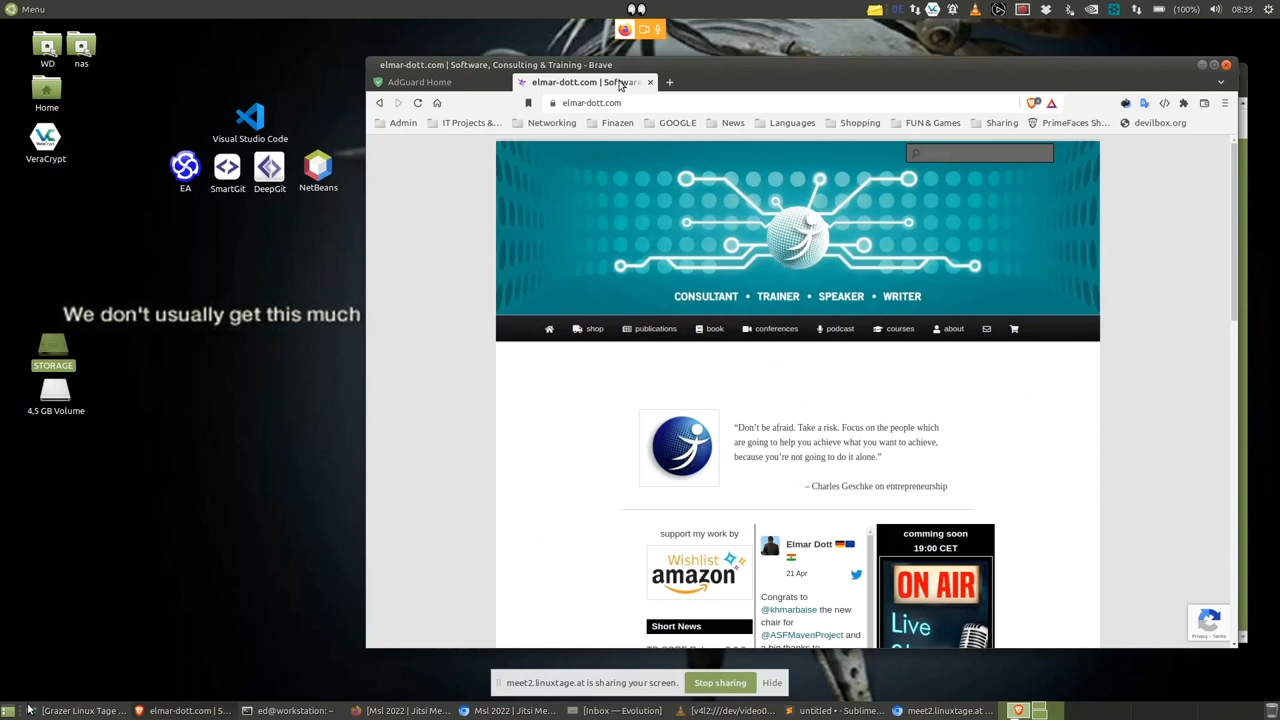 Menu
DE
(100%)
08:39
WD
nas
Home
VeraCrypt
Visual Studio Code
EA
SmartGit
DeepGit
NetBeans
We don't usually get this much
STORAGE
4,5 GB Volume
elmar-dott.com | Software, Consulting & Training - Brave
AdGuard Home
elmar-dott.com | Software
elmar-dott.com
Admin
IT Projects &...
Networking
Finazen
GOOGLE
News
Languages
Shopping
FUN & Games
Sharing
PrimeFaces Sh...
devilbox.org
CONSULTANT • TRAINER • SPEAKER • WRITER
shop
publications
book
conferences
podcast
courses
about
“Don’t be afraid. Take a risk. Focus on the people which
are going to help you achieve what you want to achieve,
because you’re not going to do it alone.”
– Charles Geschke on entrepreneurship
support my work by
Wishlist
amazon
Short News
Elmar Dott
21 Apr
Congrats to
@khmarbaise the new
chair for
@ASFMavenProject and
a big thanks to
comming soon
19:00 CET
ON AIR
Live
Privacy - Terms
meet2.linuxtage.at is sharing your screen.
Stop sharing
Hide
[Grazer Linux Tage ...
elmar-dott.com | S...
ed@workstation: ~
[Msl 2022 | Jitsi Me...
[Msl 2022 | Jitsi Me...
[Inbox — Evolution]
[v4l2:///dev/video0...
untitled • - Sublime...
meet2.linuxtage.at ...